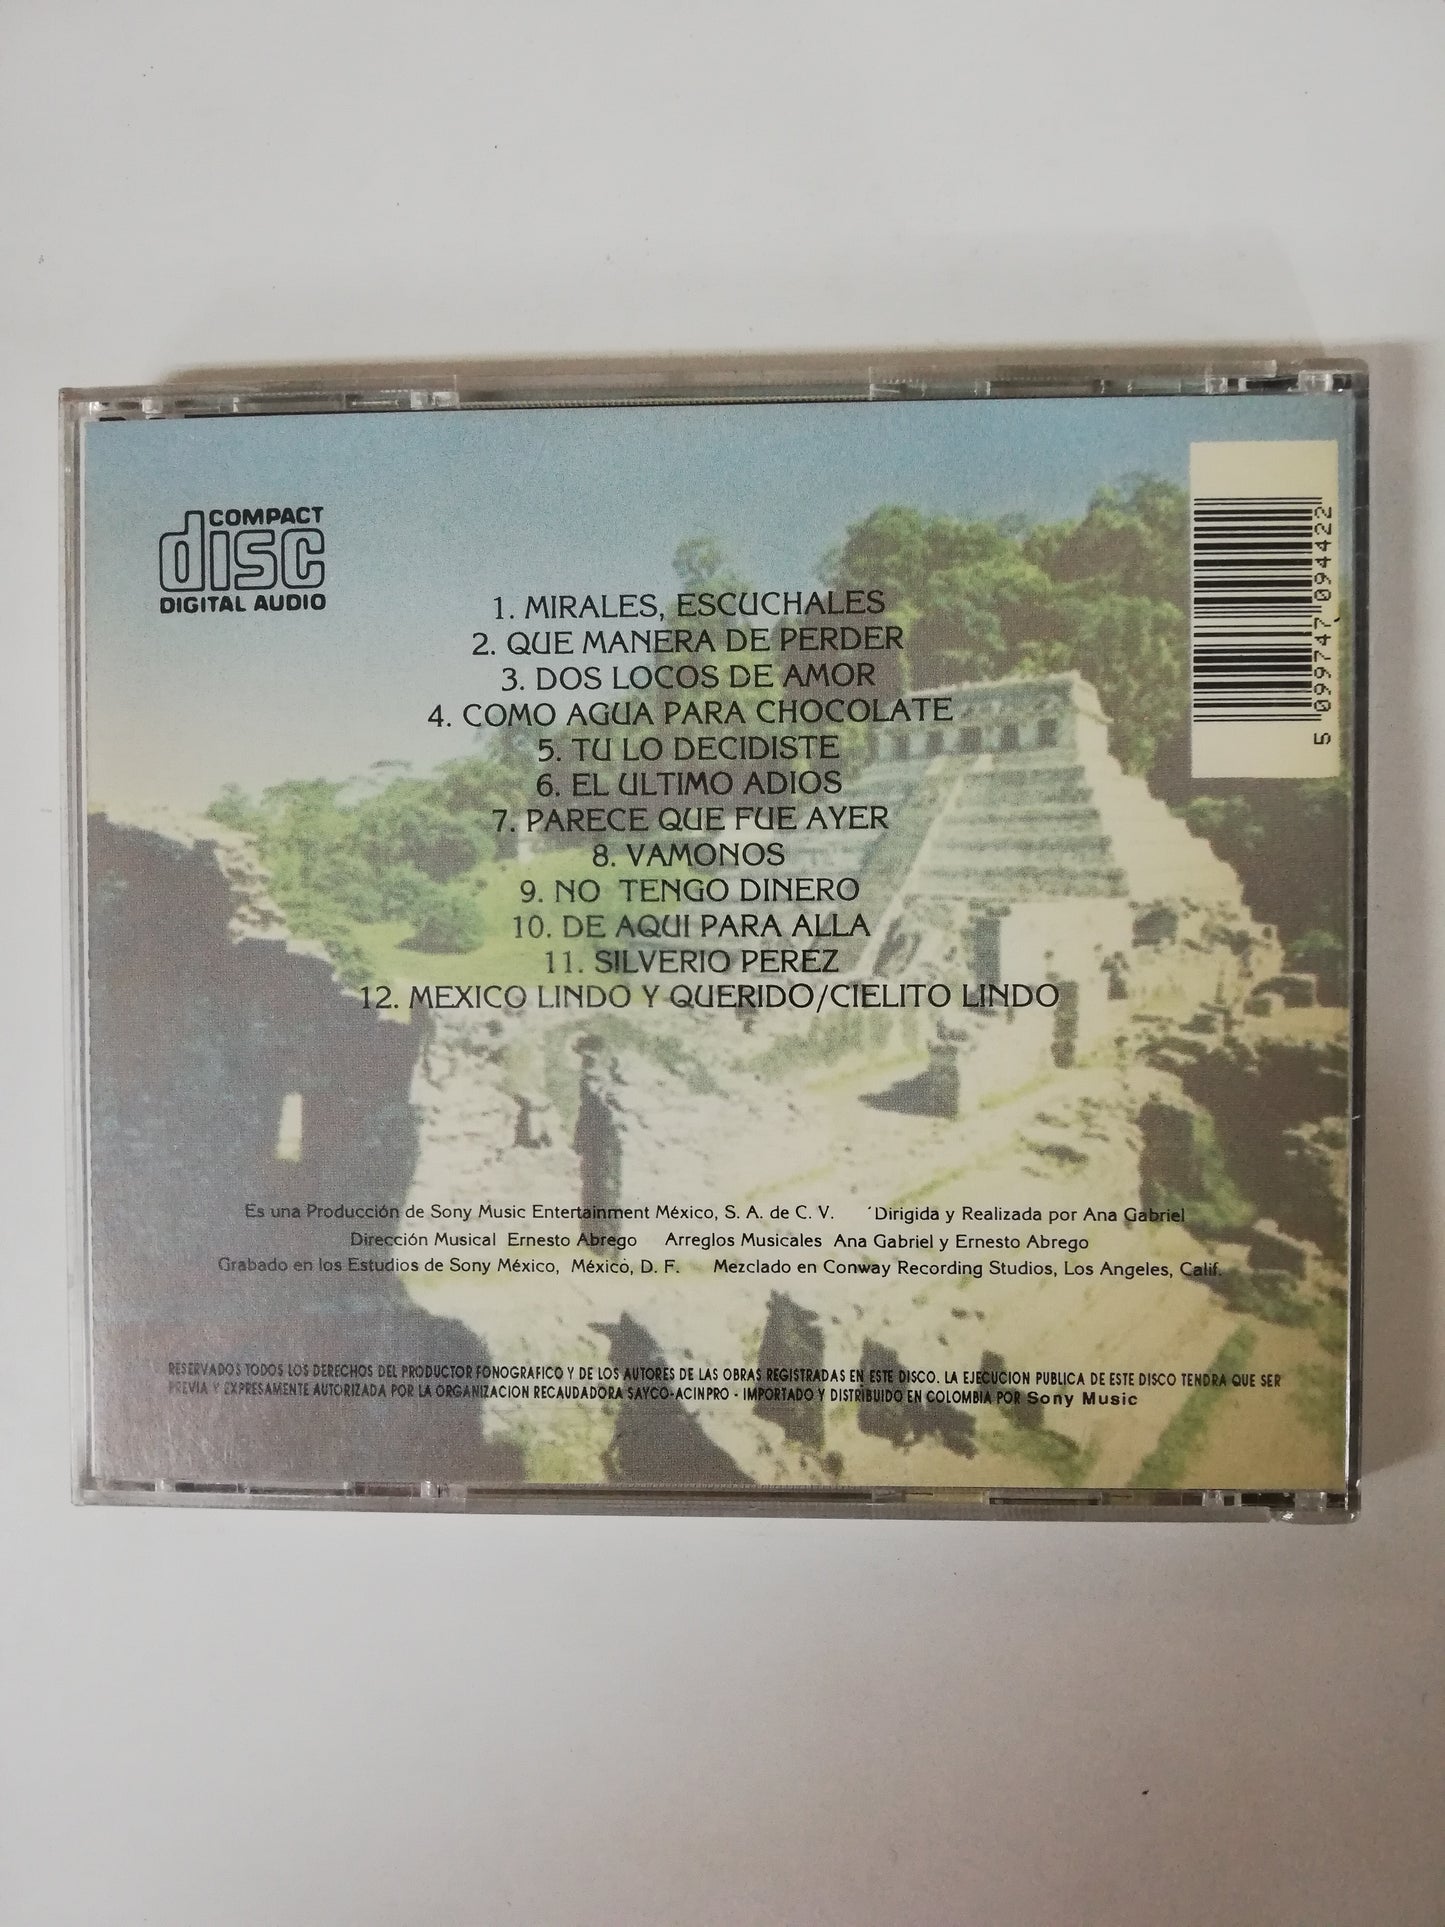 COMPACT
disc
DIGITAL AUDIO
1. MIRALES, ESCUCHALES
2. QUE MANERA DE PERDER
3. DOS LOCOS DE AMOR
4. COMO AGUA PARA CHOCOLATE
5. TU LO DECIDISTE
6. EL ULTIMO ADIOS
7. PARECE QUE FUE AYER
8. VAMONOS
9. NO TENGO DINERO
10. DE AQUI PARA ALLA
11. SILVERIO PEREZ
12. MEXICO LINDO Y QUERIDO/CIELITO LINDO
5 099747 094422
Es una Producción de Sony Music Entertainment México, S. A. de C. V. Dirigida y Realizada por Ana Gabriel
Dirección Musical Ernesto Abrego Arreglos Musicales Ana Gabriel y Ernesto Abrego
Grabado en los Estudios de Sony México, México, D. F. Mezclado en Conway Recording Studios, Los Angeles, Calif.
RESERVADOS TODOS LOS DERECHOS DEL PRODUCTOR FONOGRAFICO Y DE LOS AUTORES DE LAS OBRAS REGISTRADAS EN ESTE DISCO. LA EJECUCION PUBLICA DE ESTE DISCO TENDRA QUE SER
PREVIA Y EXPRESAMENTE AUTORIZADA POR LA ORGANIZACION RECAUDADORA SAYCO-ACINPRO - IMPORTADO Y DISTRIBUIDO EN COLOMBIA POR Sony Music